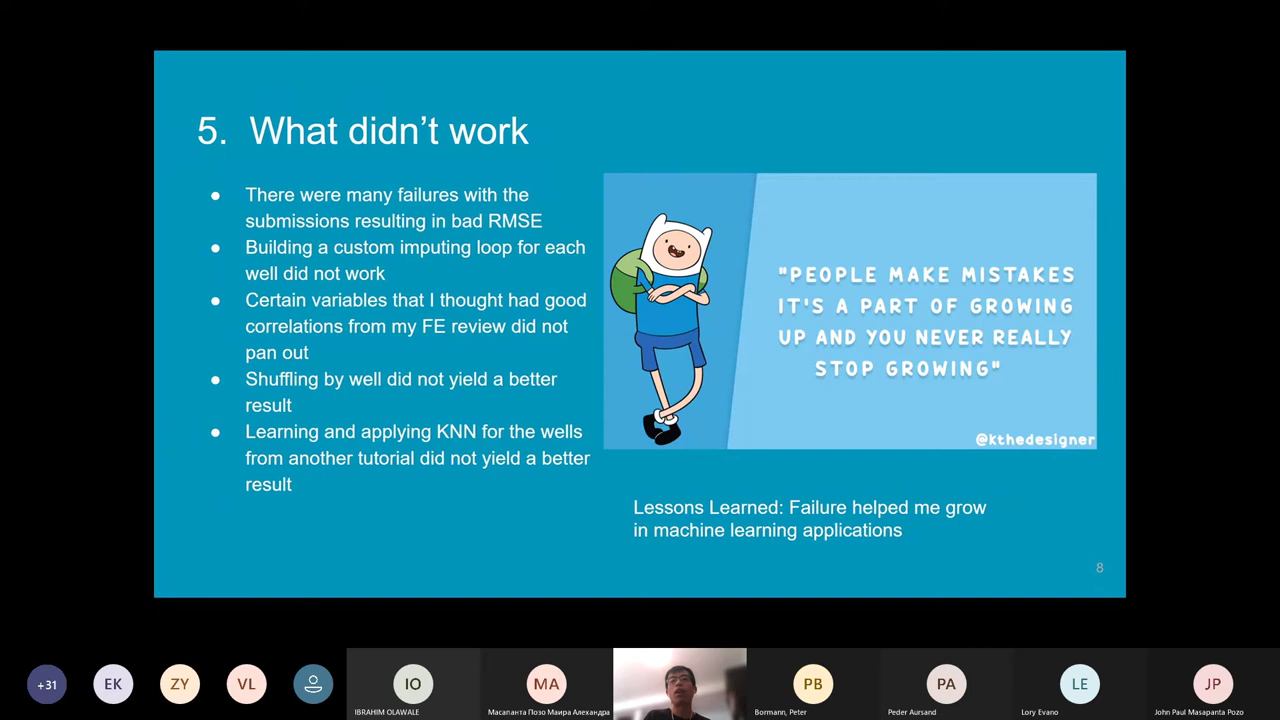 5. What didn’t work
● There were many failures with the
submissions resulting in bad RMSE
● Building a custom imputing loop for each
well did not work
● Certain variables that I thought had good
correlations from my FE review did not
pan out
● Shuffling by well did not yield a better
result
● Learning and applying KNN for the wells
from another tutorial did not yield a better
result
"PEOPLE MAKE MISTAKES
IT'S A PART OF GROWING
UP AND YOU NEVER REALLY
STOP GROWING"
@kthedesigner
Lessons Learned: Failure helped me grow
in machine learning applications
8
+31
EK
ZY
VL
IO
IBRAHIM OLAWALE
MA
Масапанта Позо Маира Алехандра
PB
Bormann, Peter
PA
Peder Aursand
LE
Lory Evano
JP
John Paul Masapanta Pozo